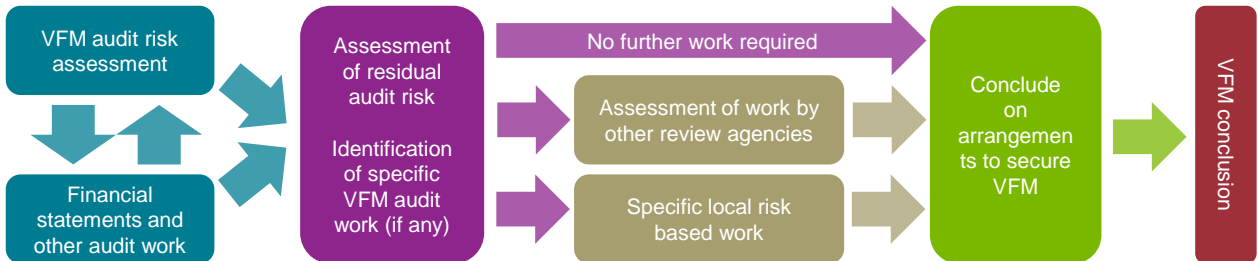 VFM audit risk
assessment
Financial
statements and
other audit work
Assessment
of residual
audit risk
Identification
of specific
VFM audit
work (if any)
No further work required
Assessment of work by
other review agencies
Specific local risk
based work
Conclude
on
arrangemen
ts to secure
VFM
VFM conclusion